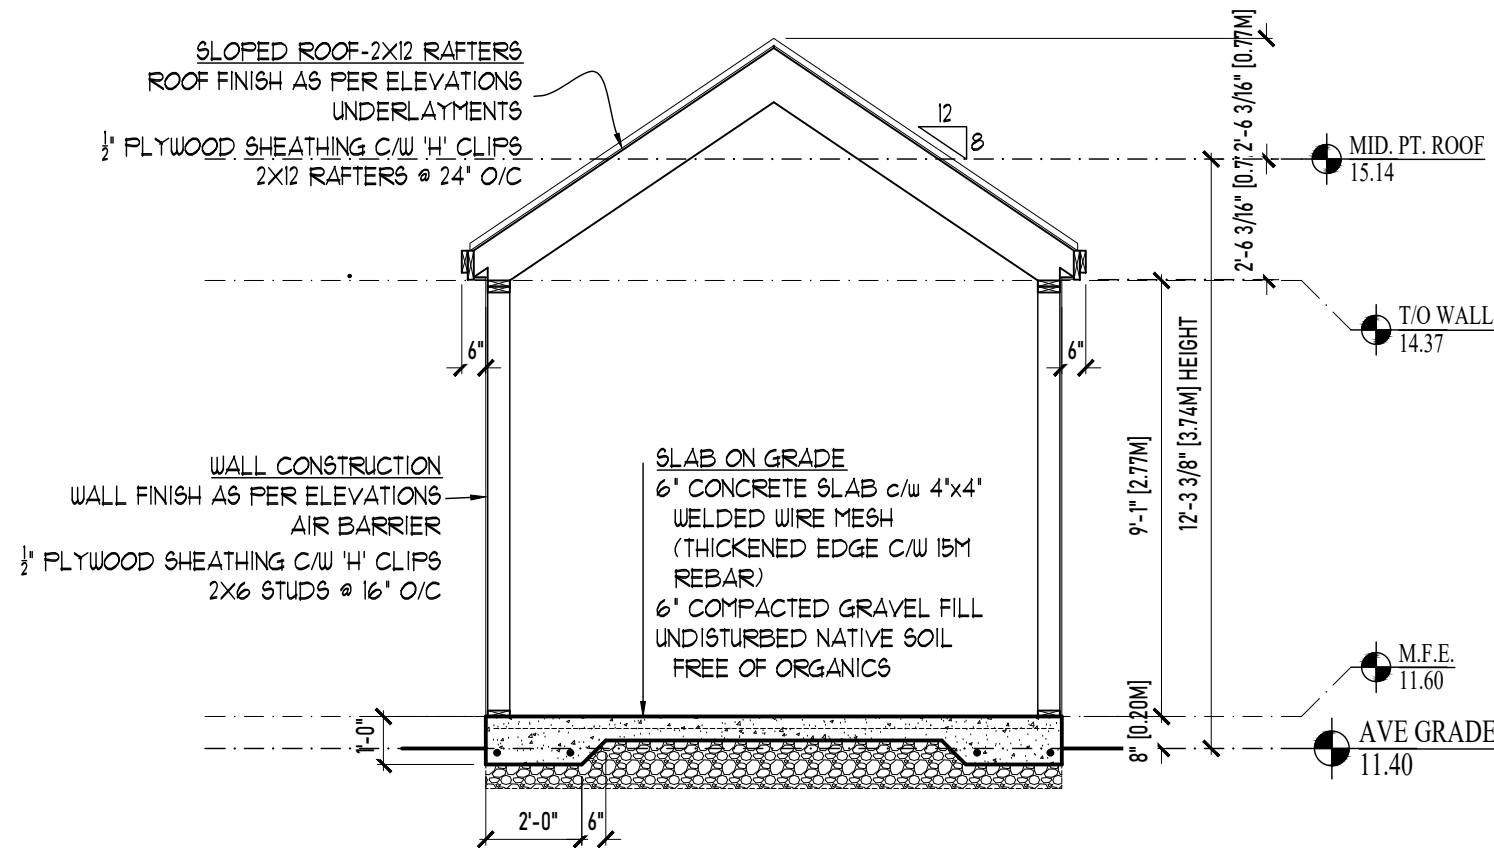 SLOPED ROOF-2X12 RAFTERS
ROOF FINISH AS PER ELEVATIONS
UNDERLAYMENTS
½" PLYWOOD SHEATHING C/W 'H' CLIPS
2X12 RAFTERS @ 24" O/C
12
8
2'-6 3/16" [0.77M]
2'-6 3/16" [0.7
MID. PT. ROOF
15.14
T/O WALL
14.37
6"
6"
WALL CONSTRUCTION
WALL FINISH AS PER ELEVATIONS
AIR BARRIER
½" PLYWOOD SHEATHING C/W 'H' CLIPS
2X6 STUDS @ 16" O/C
SLAB ON GRADE
6" CONCRETE SLAB c/w 4"x4"
WELDED WIRE MESH
(THICKENED EDGE C/W 15M
REBAR)
6" COMPACTED GRAVEL FILL
UNDISTURBED NATIVE SOIL
FREE OF ORGANICS
9'-1" [2.77M]
12'-3 3/8" [3.74M] HEIGHT
M.F.E.
11.60
8" [0.20M]
AVE GRADE
11.40
1'-0"
2'-0"
6"